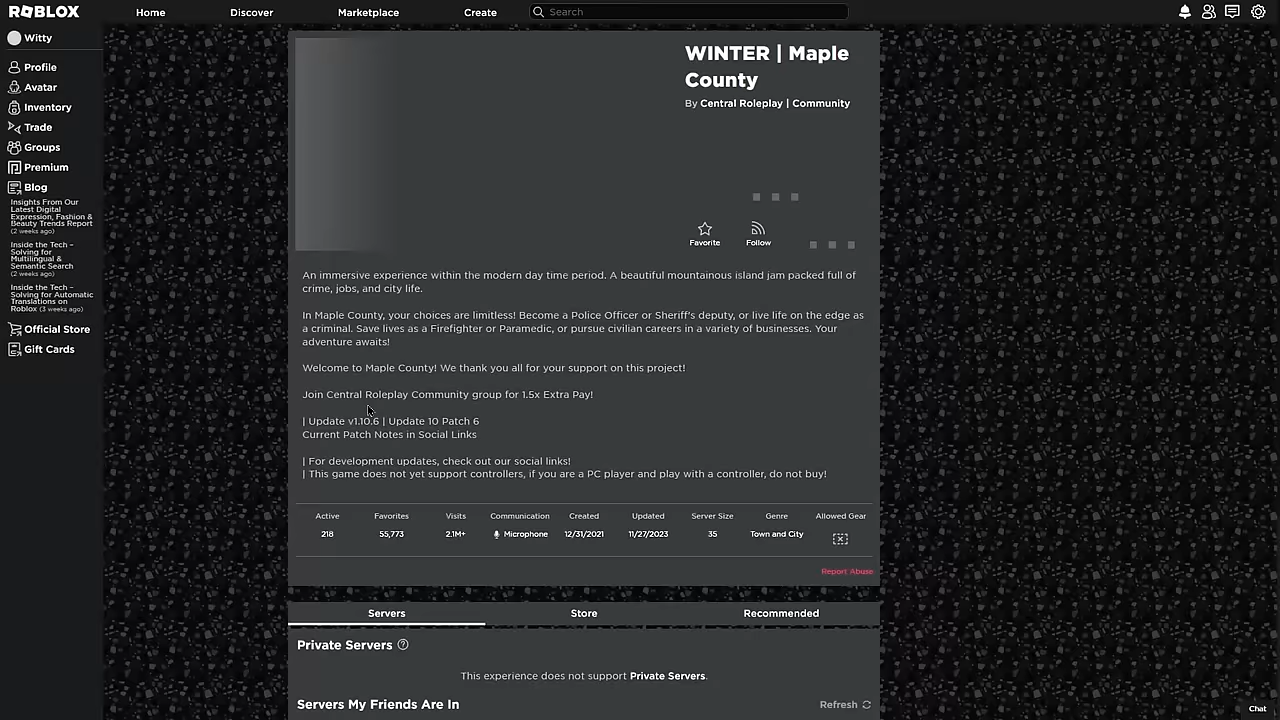 ROBLOX Home Discover Marketplace Create Search
Witty
Profile
Avatar
Inventory
Trade
Groups
Premium
Blog
Insights From Our
Latest Digital
Expression, Fashion &
Beauty Trends Report
(2 weeks ago)
Inside the Tech –
Solving for
Multilingual &
Semantic Search
(2 weeks ago)
Inside the Tech –
Solving for Automatic
Translations on
Roblox (3 weeks ago)
Official Store
Gift Cards
WINTER | Maple
County
By Central Roleplay | Community
Favorite Follow
An immersive experience within the modern day time period. A beautiful mountainous island jam packed full of
crime, jobs, and city life.
In Maple County, your choices are limitless! Become a Police Officer or Sheriff's deputy, or live life on the edge as
a criminal. Save lives as a Firefighter or Paramedic, or pursue civilian careers in a variety of businesses. Your
adventure awaits!
Welcome to Maple County! We thank you all for your support on this project!
Join Central Roleplay Community group for 1.5x Extra Pay!
| Update v1.10.6 | Update 10 Patch 6
Current Patch Notes in Social Links
| For development updates, check out our social links!
| This game does not yet support controllers, if you are a PC player and play with a controller, do not buy!
Active Favorites Visits Communication Created Updated Server Size Genre Allowed Gear
218 55,773 2.1M+ Microphone 12/31/2021 11/27/2023 35 Town and City
Report Abuse
Servers Store Recommended
Private Servers
This experience does not support Private Servers.
Servers My Friends Are In Refresh
Chat